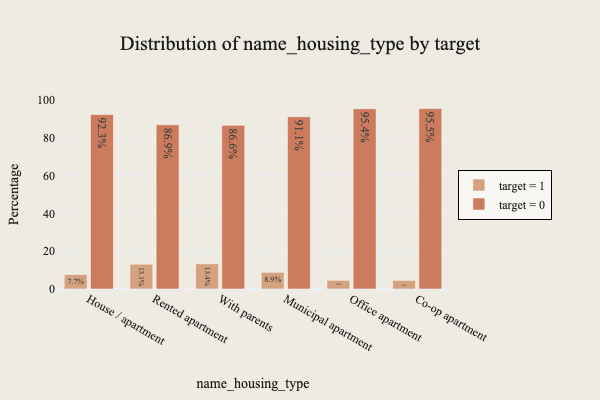 Distribution of name_housing_type by target
100
80
60
40
20
0
Percentage
92.3%
86.9%
86.6%
91.1%
95.4%
95.5%
7.7%
13.1%
13.4%
8.9%
target = 1
target = 0
House / apartment
Rented apartment
With parents
Municipal apartment
Office apartment
Co-op apartment
name_housing_type